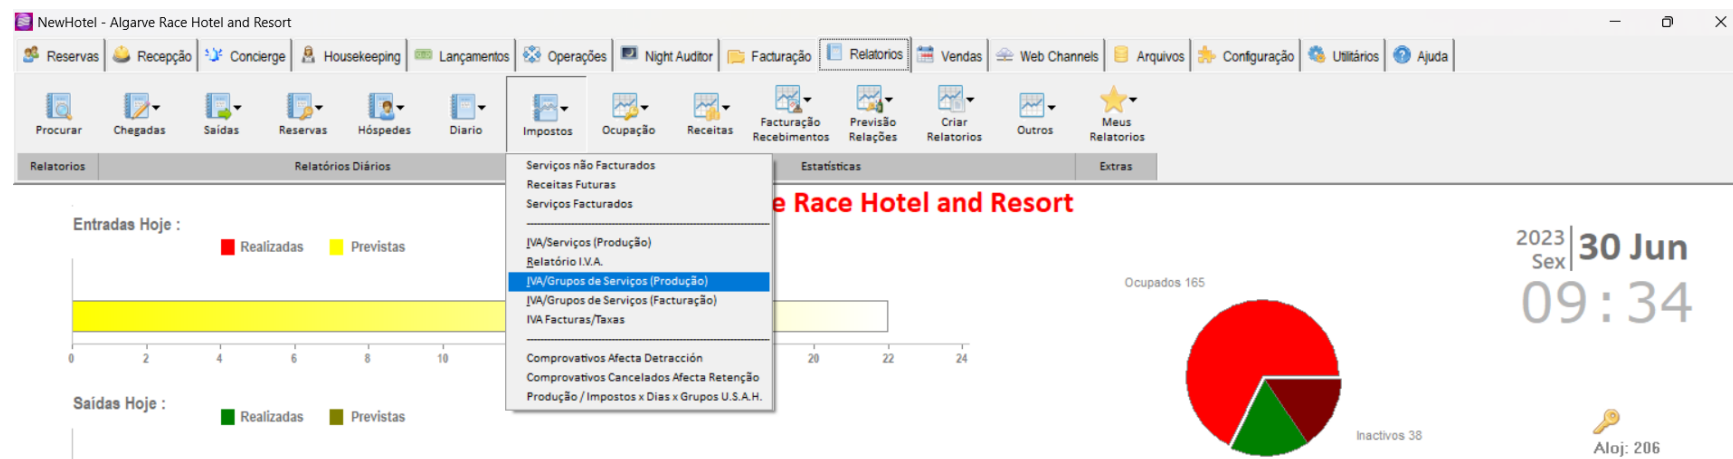 NewHotel - Algarve Race Hotel and Resort
Reservas Recepção Concierge Housekeeping Lançamentos Operações Night Auditor Facturação Relatorios Vendas Web Channels Arquivos Configuração Utilitários Ajuda
Procurar Chegadas Saídas Reservas Hóspedes Diario Impostos Ocupação Receitas Facturação Recebimentos Previsão Relações Criar Relatorios Outros Meus Relatorios
Relatorios Relatórios Diários Estatísticas Extras
Serviços não Facturados
Receitas Futuras
Serviços Facturados
IVA/Serviços (Produção)
Relatório I.V.A.
IVA/Grupos de Serviços (Produção)
IVA/Grupos de Serviços (Facturação)
IVA Facturas/Taxas
Comprovativos Afecta Detracción
Comprovativos Cancelados Afecta Retenção
Produção / Impostos x Dias x Grupos U.S.A.H.
e Race Hotel and Resort
Entradas Hoje :
Realizadas Previstas
0 2 4 6 8 10 20 22 24
Saídas Hoje :
Realizadas Previstas
Ocupados 165
Inactivos 38
2023
Sex
30 Jun
09:34
Aloj: 206